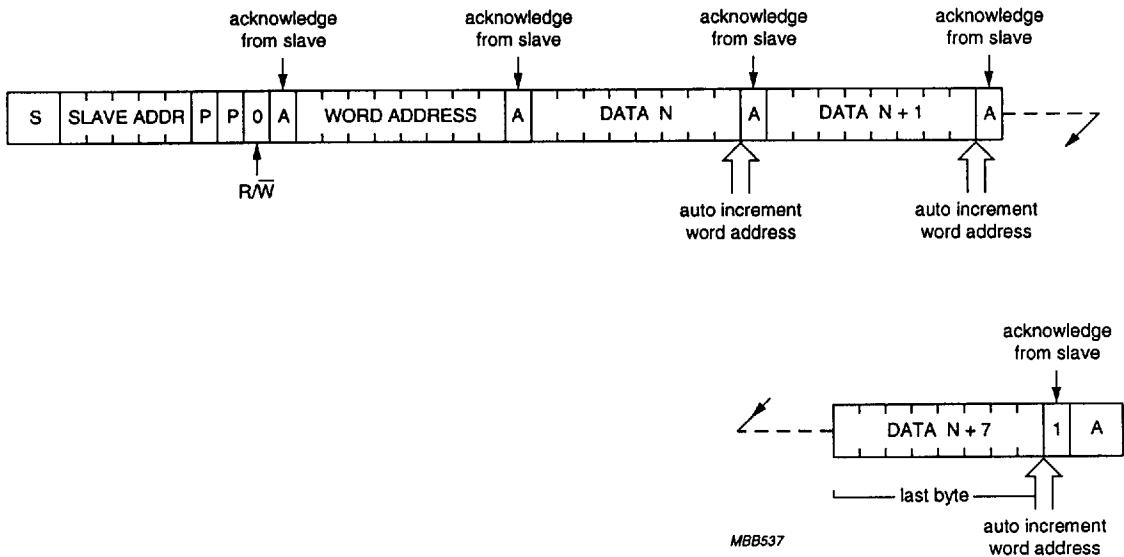 acknowledge
from slave
acknowledge
from slave
acknowledge
from slave
acknowledge
from slave
S SLAVE ADDR P P 0 A WORD ADDRESS A DATA N A DATA N + 1 A
R/W̅
auto increment
word address
auto increment
word address
acknowledge
from slave
DATA N + 7 1 A
last byte
auto increment
word address
MBB537